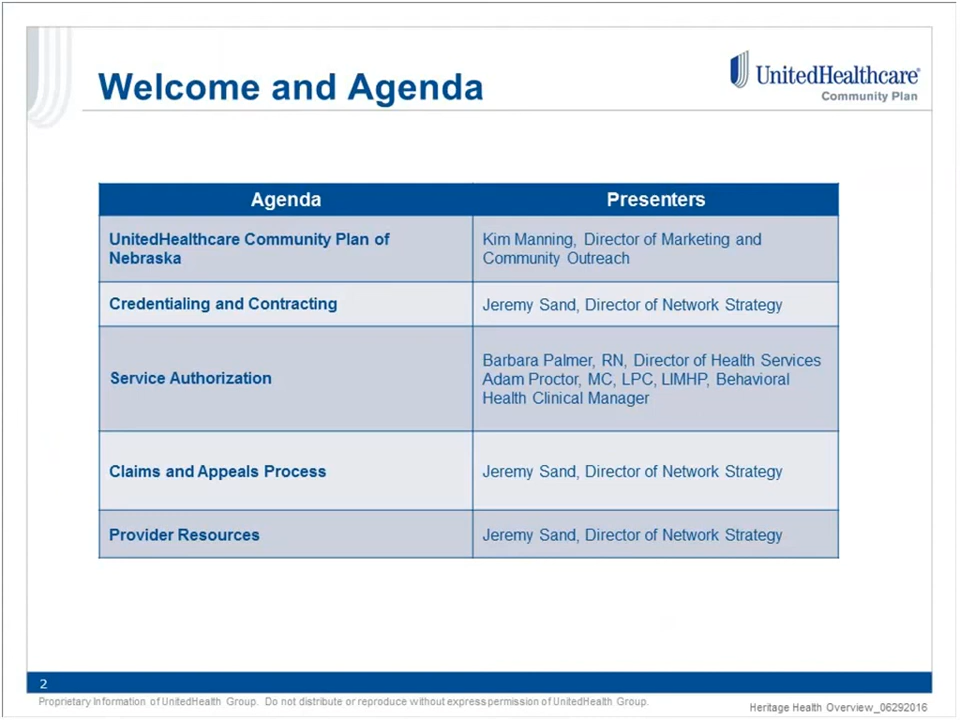 Welcome and Agenda
UnitedHealthcare®
Community Plan
Agenda Presenters
UnitedHealthcare Community Plan of
Nebraska
Kim Manning, Director of Marketing and
Community Outreach
Credentialing and Contracting
Jeremy Sand, Director of Network Strategy
Service Authorization
Barbara Palmer, RN, Director of Health Services
Adam Proctor, MC, LPC, LIMHP, Behavioral
Health Clinical Manager
Claims and Appeals Process
Jeremy Sand, Director of Network Strategy
Provider Resources
Jeremy Sand, Director of Network Strategy
2
Proprietary Information of UnitedHealth Group. Do not distribute or reproduce without express permission of UnitedHealth Group.
Heritage Health Overview_06292016